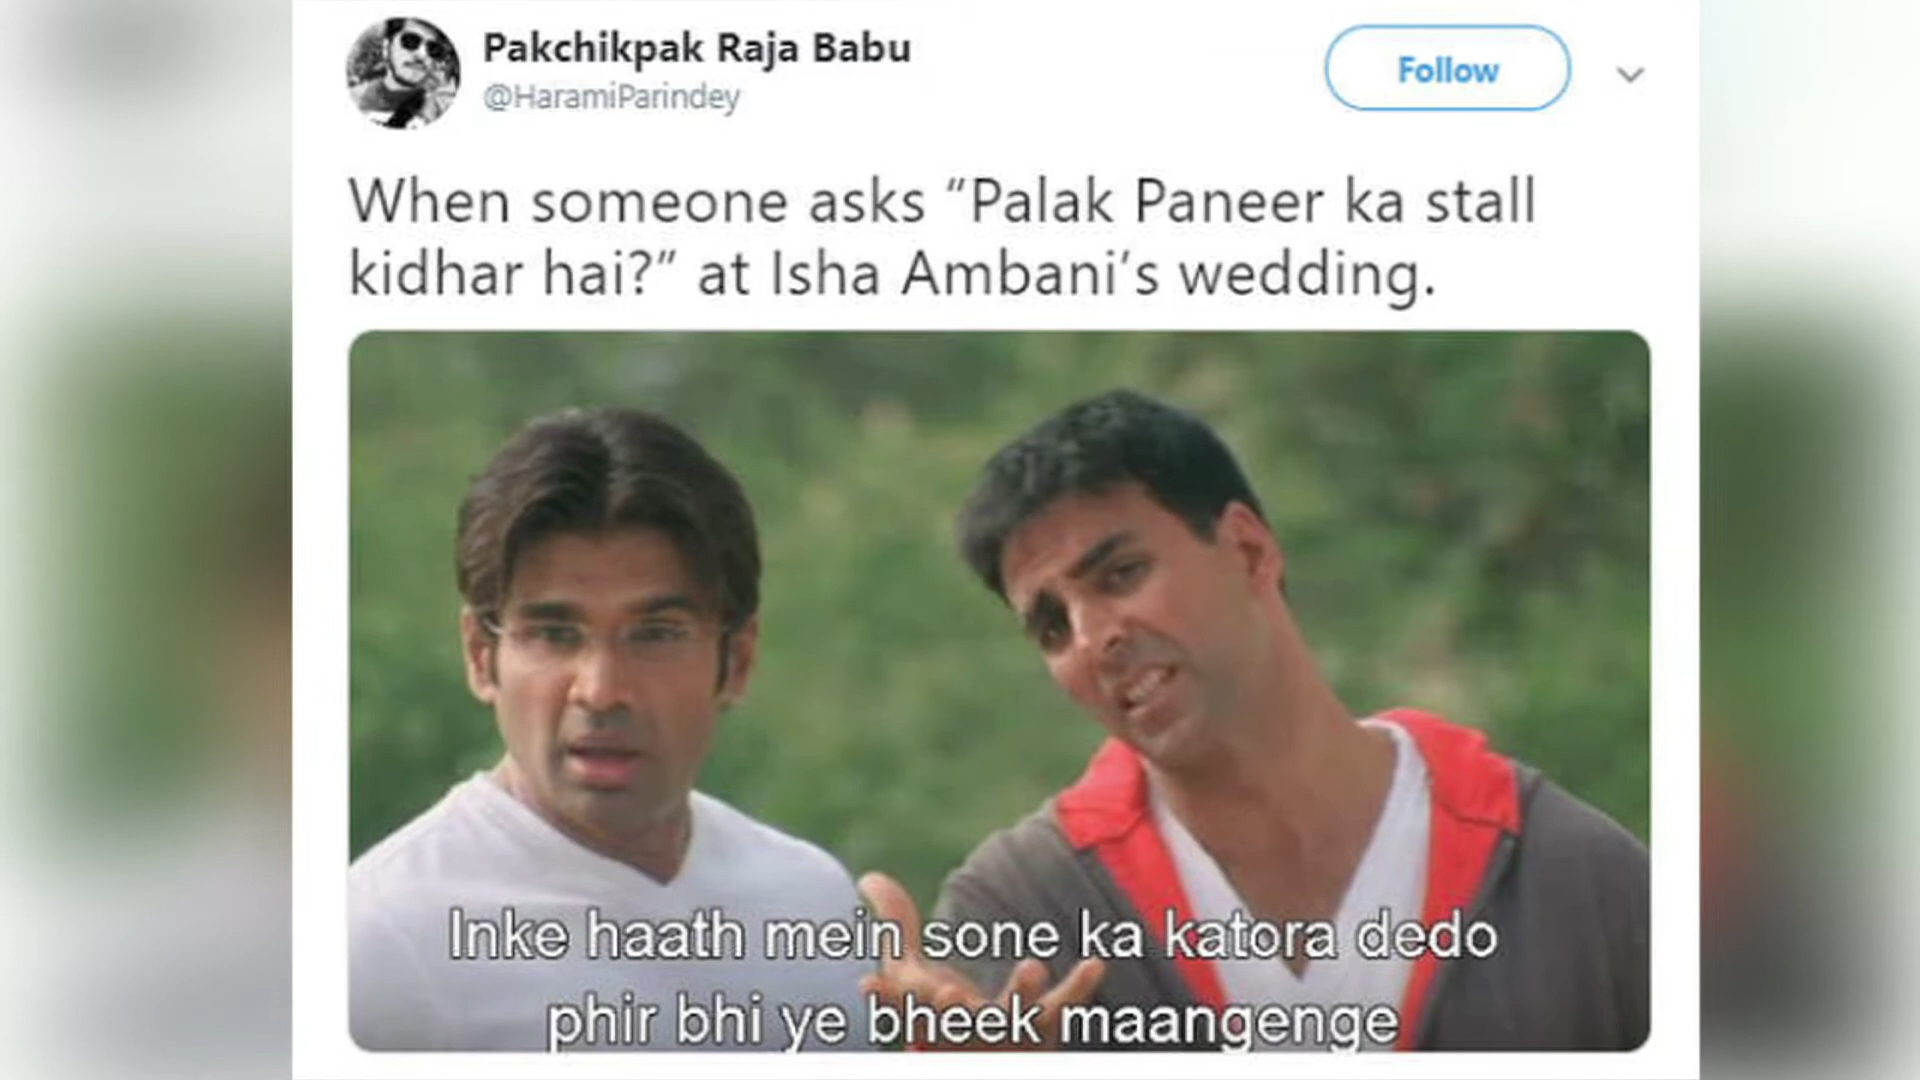 Pakchikpak Raja Babu
@HaramiParindey
Follow
When someone asks “Palak Paneer ka stall
kidhar hai?” at Isha Ambani’s wedding.
Inke haath mein sone ka katora dedo
phir bhi ye bheek maangenge